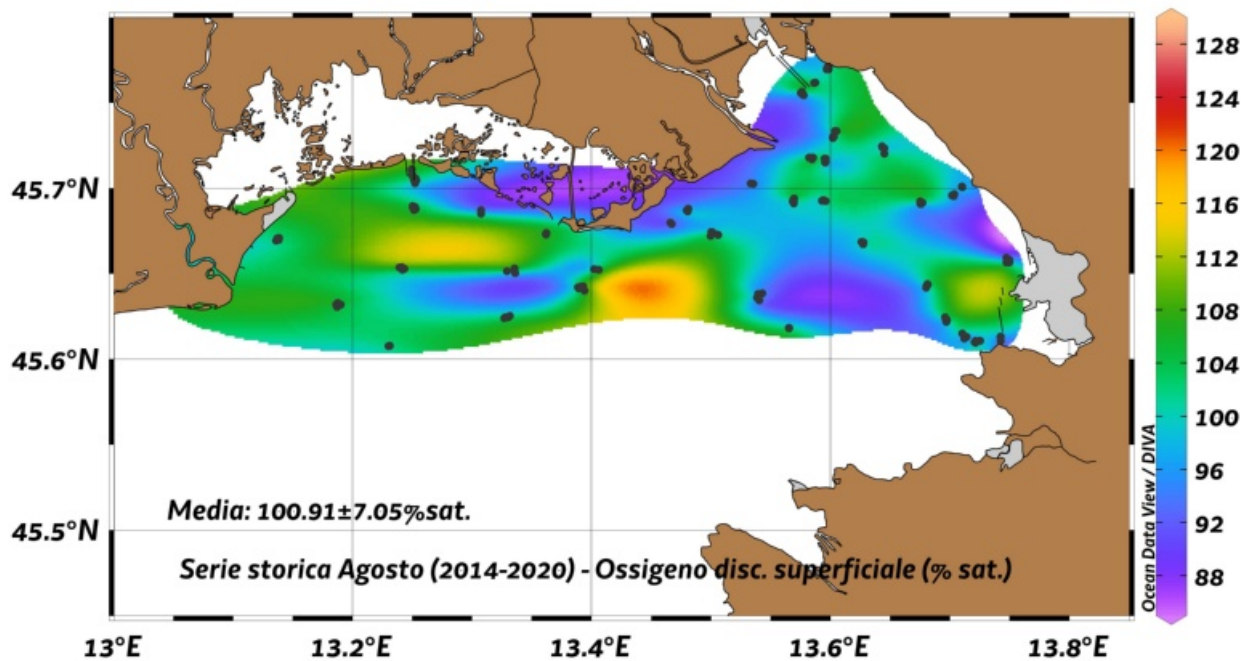 128
124
120
116
112
108
104
100
96
92
88
Ocean Data View / DIVA
45.7°N
45.6°N
45.5°N
Media: 100.91±7.05%sat.
Serie storica Agosto (2014-2020) - Ossigeno disc. superficiale (% sat.)
13°E
13.2°E
13.4°E
13.6°E
13.8°E